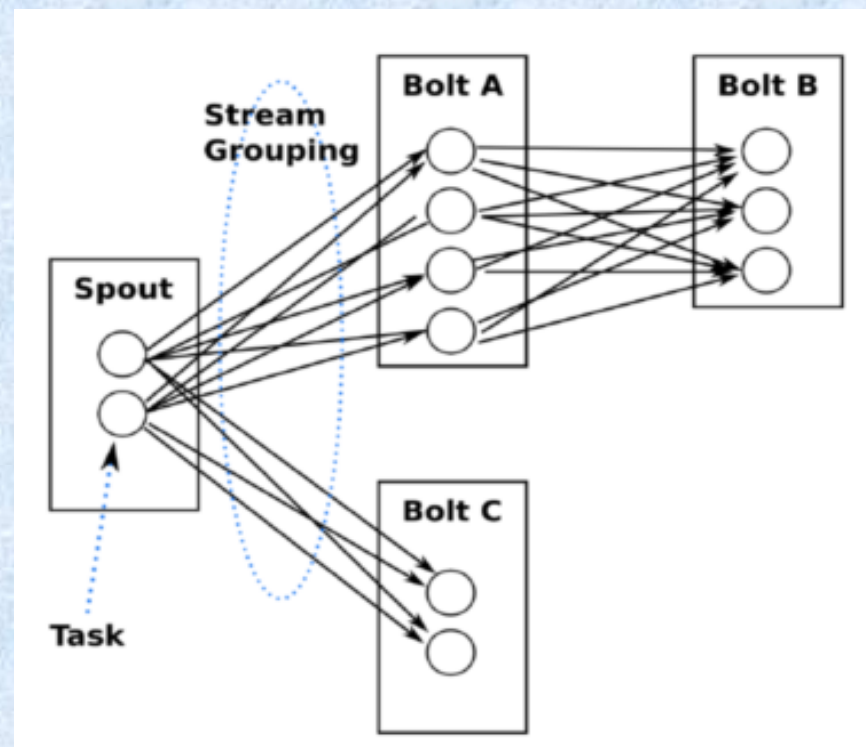 Bolt A
Bolt B
Stream
Grouping
Spout
Bolt C
Task